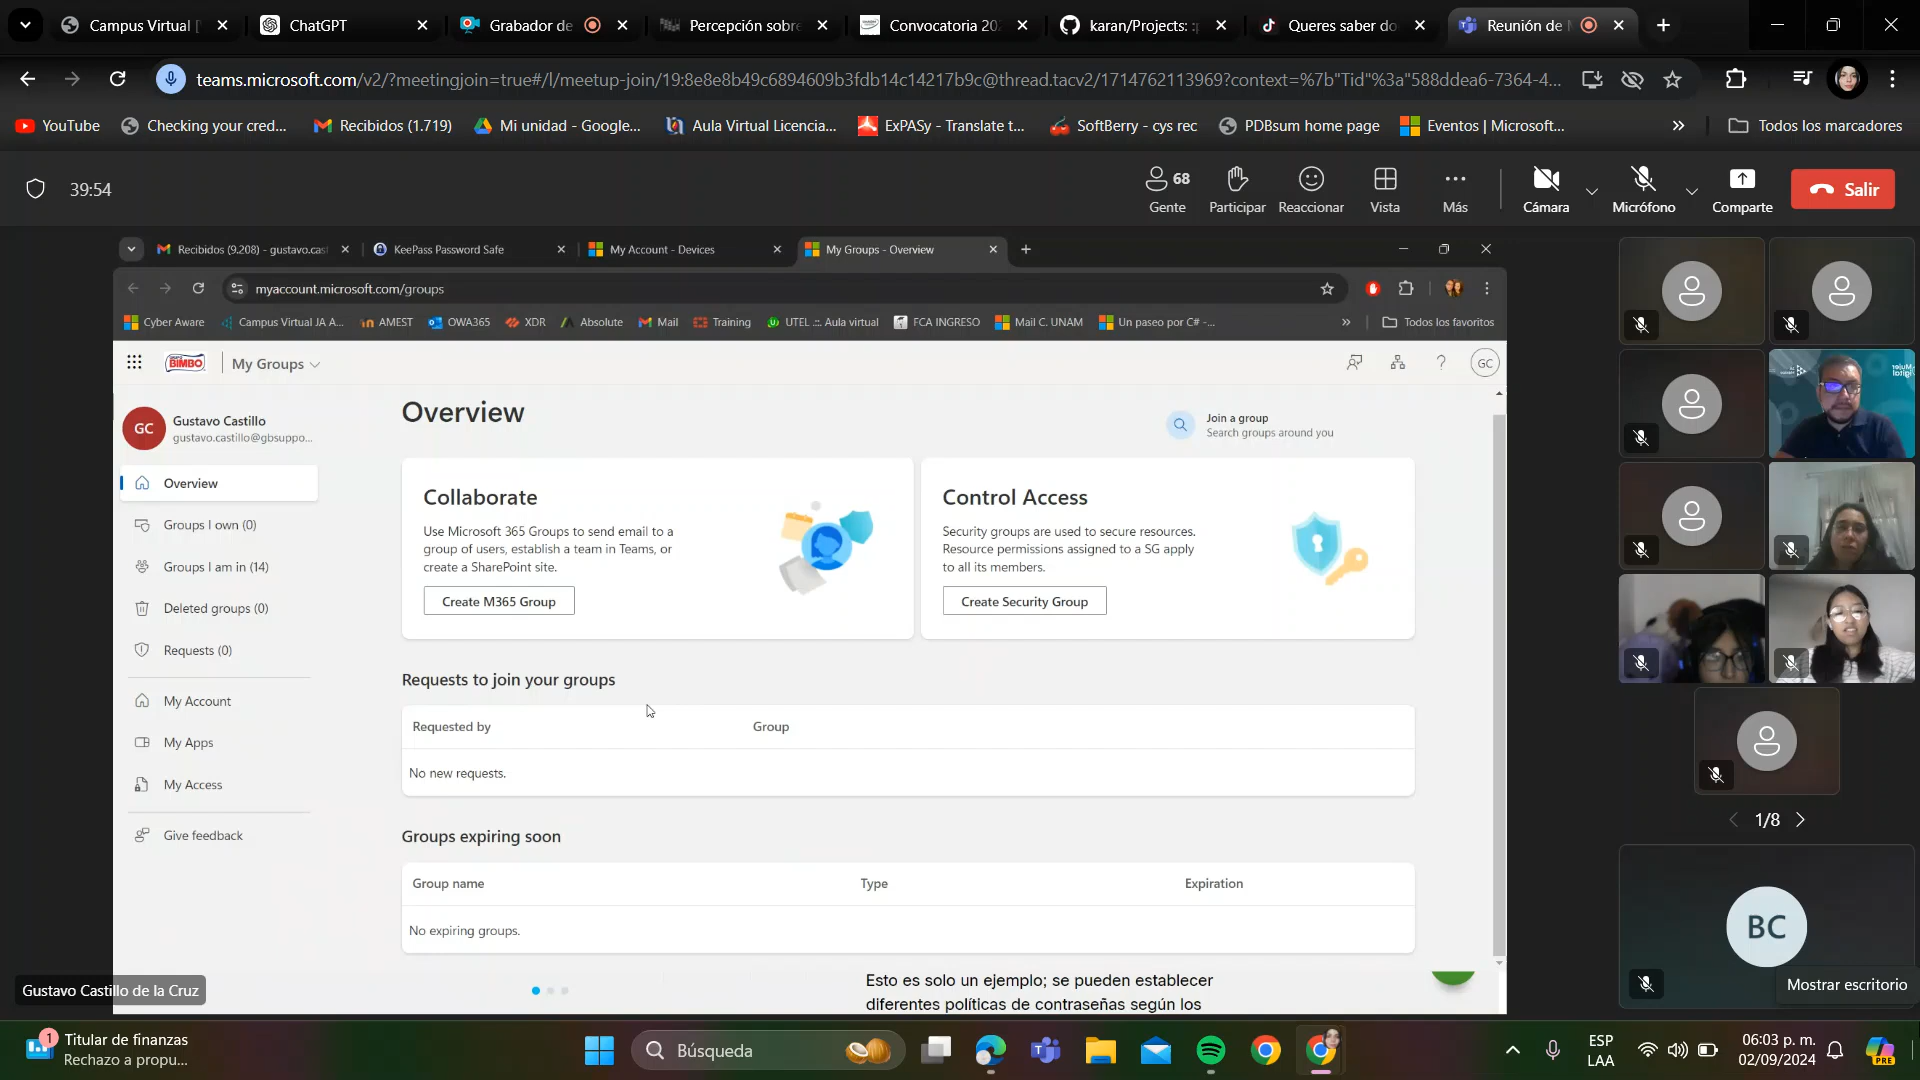 Campus Virtual [
ChatGPT
Grabador de
Percepción sobre
Convocatoria 202
karan/Projects: :p
Queres saber do
Reunión de M
teams.microsoft.com/v2/?meetingjoin=true#/l/meetup-join/19:8e8e8b49c6894609b3fdb14c14217b9c@thread.tacv2/1714762113969?context=%7b"Tid"%3a"588ddea6-7364-4...
YouTube
Checking your cred...
Recibidos (1.719)
Mi unidad - Google...
Aula Virtual Licencia...
ExPASy - Translate t...
SoftBerry - cys rec
PDBsum home page
Eventos | Microsoft...
Todos los marcadores
39:54
68
Gente
Participar
Reaccionar
Vista
Más
Cámara
Micrófono
Comparte
Salir
Recibidos (9.208) - gustavo.cast
KeePass Password Safe
My Account - Devices
My Groups - Overview
myaccount.microsoft.com/groups
Cyber Aware
Campus Virtual JA A...
AMEST
OWA365
XDR
Absolute
Mail
Training
UTEL .::. Aula virtual
FCA INGRESO
Mail C. UNAM
Un paseo por C# -...
Todos los favoritos
BIMBO
My Groups
GC
GC
Gustavo Castillo
gustavo.castillo@gbsuppo...
Overview
Groups I own (0)
Groups I am in (14)
Deleted groups (0)
Requests (0)
My Account
My Apps
My Access
Give feedback
Overview
Join a group
Search groups around you
Collaborate
Use Microsoft 365 Groups to send email to a
group of users, establish a team in Teams, or
create a SharePoint site.
Create M365 Group
Control Access
Security groups are used to secure resources.
Resource permissions assigned to a SG apply
to all its members.
Create Security Group
Requests to join your groups
Requested by
Group
No new requests.
Groups expiring soon
Group name
Type
Expiration
No expiring groups.
Esto es solo un ejemplo; se pueden establecer
diferentes políticas de contraseñas según los
Gustavo Castillo de la Cruz
1/8
BC
Mostrar escritorio
1
Titular de finanzas
Rechazo a propu...
Búsqueda
ESP
LAA
06:03 p. m.
02/09/2024
PRE